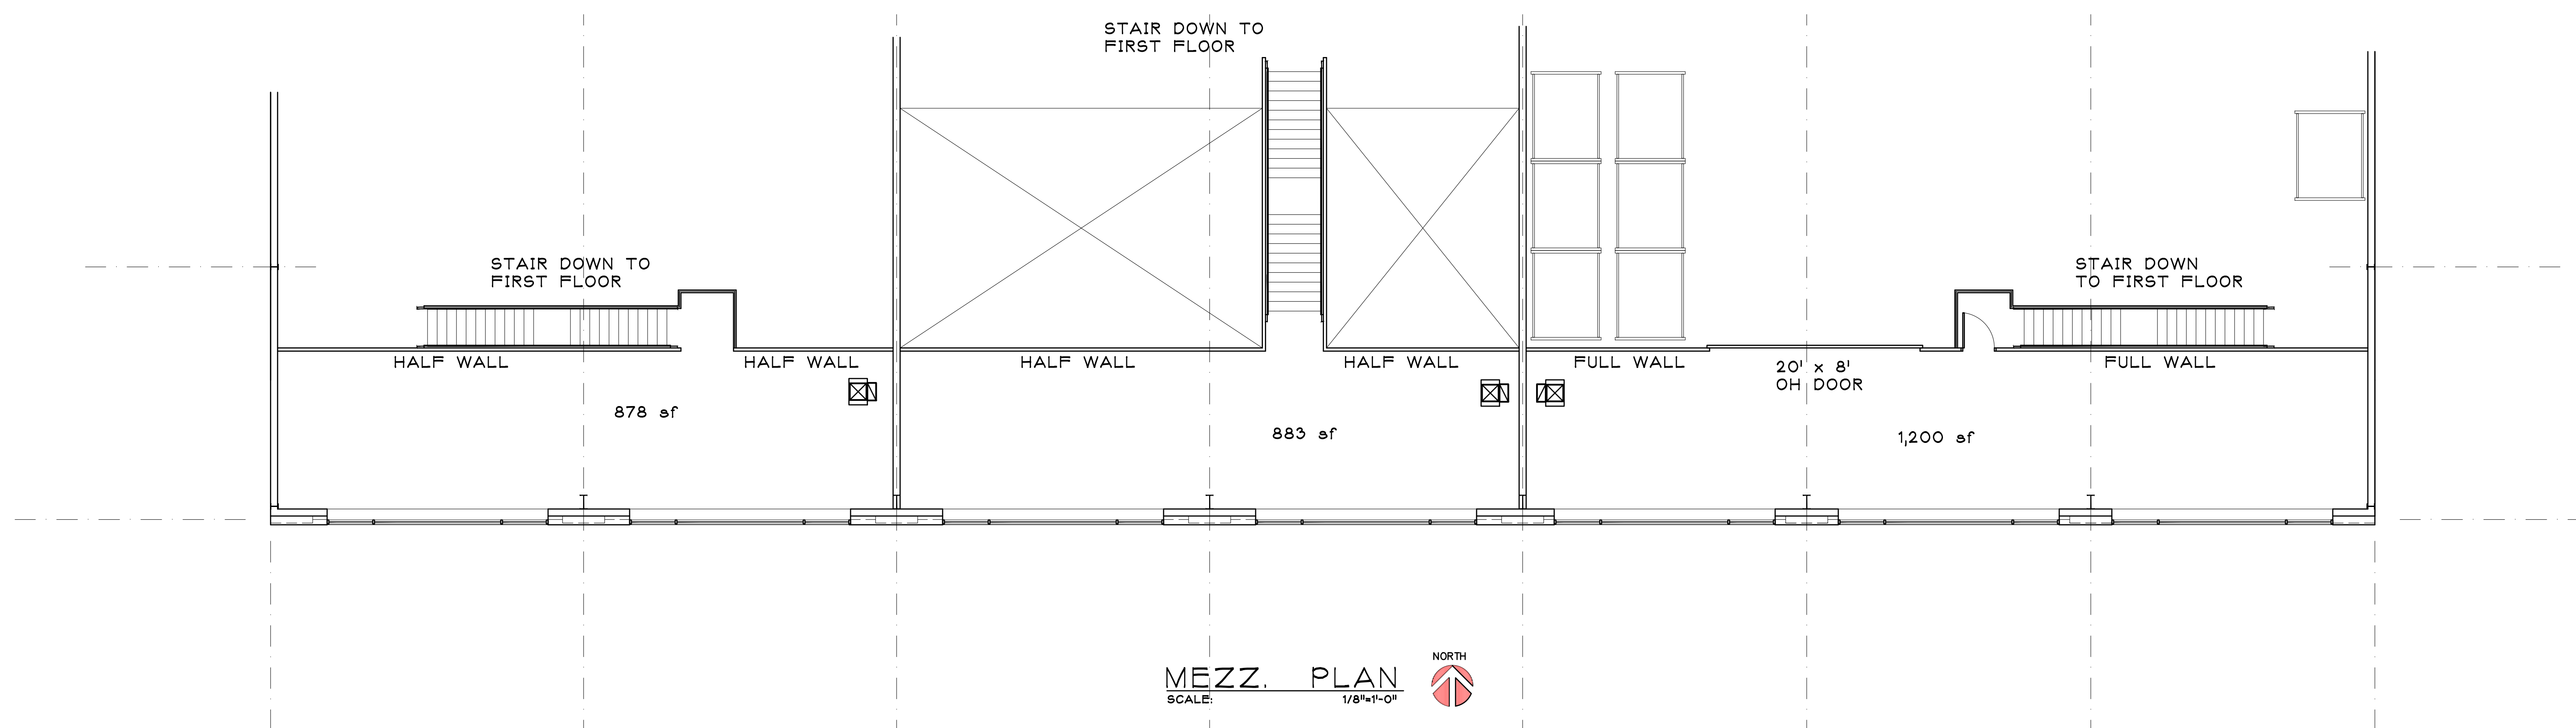 STAIR DOWN TO
FIRST FLOOR
STAIR DOWN TO
FIRST FLOOR
STAIR DOWN
TO FIRST FLOOR
HALF WALL
HALF WALL
HALF WALL
HALF WALL
FULL WALL
20' x 8'
OH DOOR
FULL WALL
878 sf
883 sf
1,200 sf
MEZZ. PLAN
SCALE: 1/8"=1'-0"
NORTH